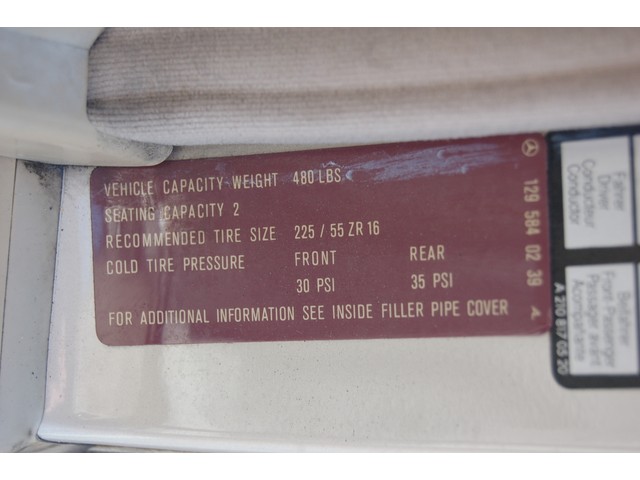 VEHICLE CAPACITY WEIGHT 480 LBS.
SEATING CAPACITY 2
RECOMMENDED TIRE SIZE 225 / 55 ZR 16
COLD TIRE PRESSURE FRONT REAR
30 PSI 35 PSI
FOR ADDITIONAL INFORMATION SEE INSIDE FILLER PIPE COVER
129 584 02 39 A
Fahrer
Driver
Conducteur
Conductor
Beifahrer
Front Passenger
Passager avant
Acompañante
A 210 817 05 20